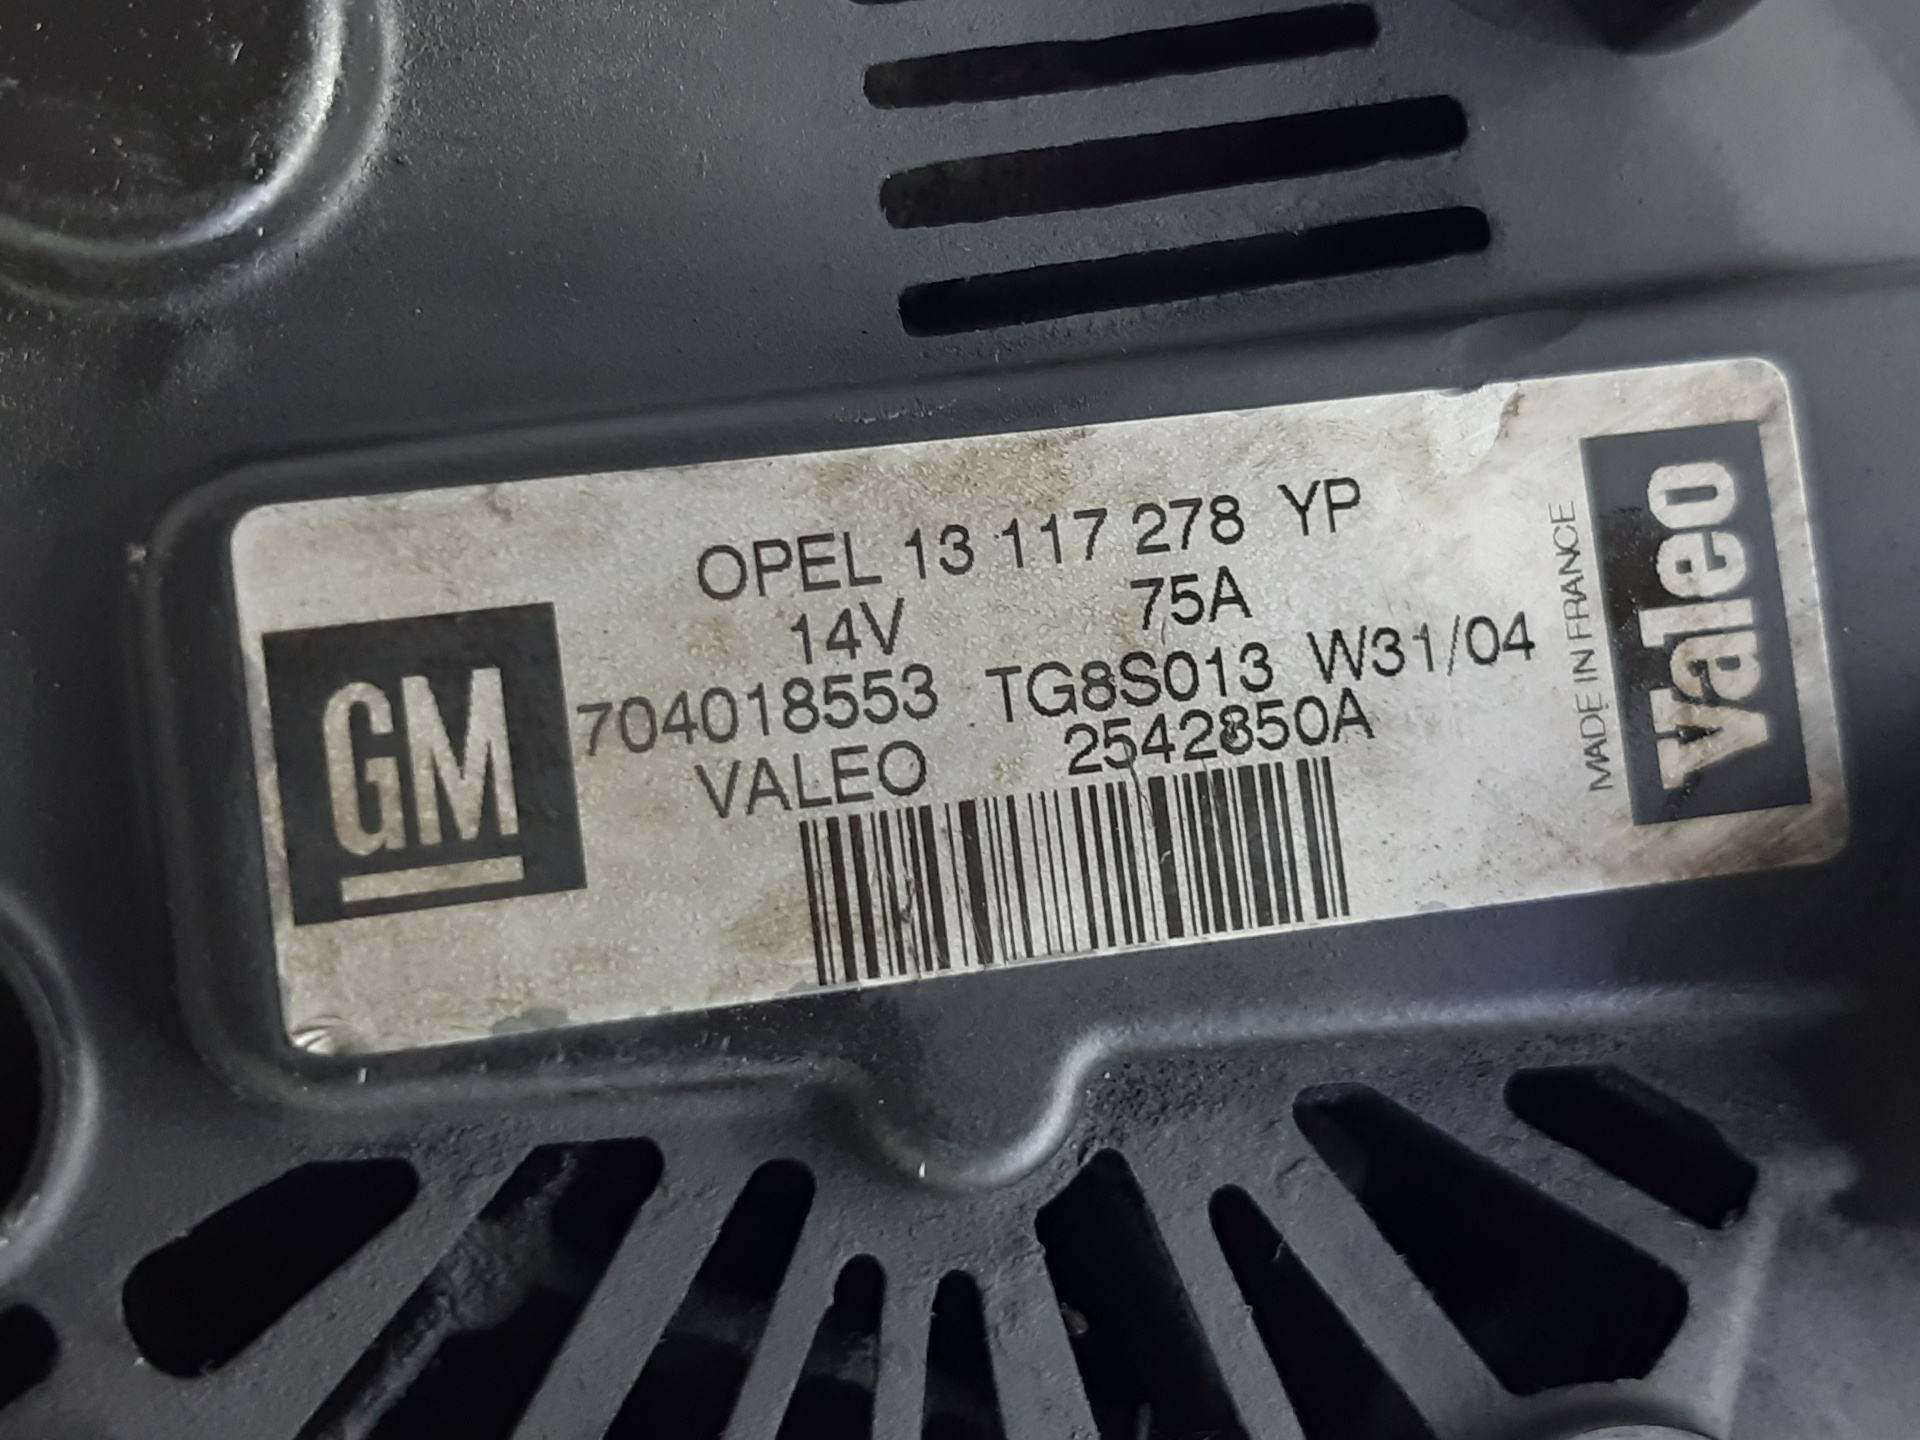 OPEL 13 117 278 YP
14V 75A
704018553 TG8S013 W31/04
VALEO 2542850A
GM
MADE IN FRANCE
Valeo